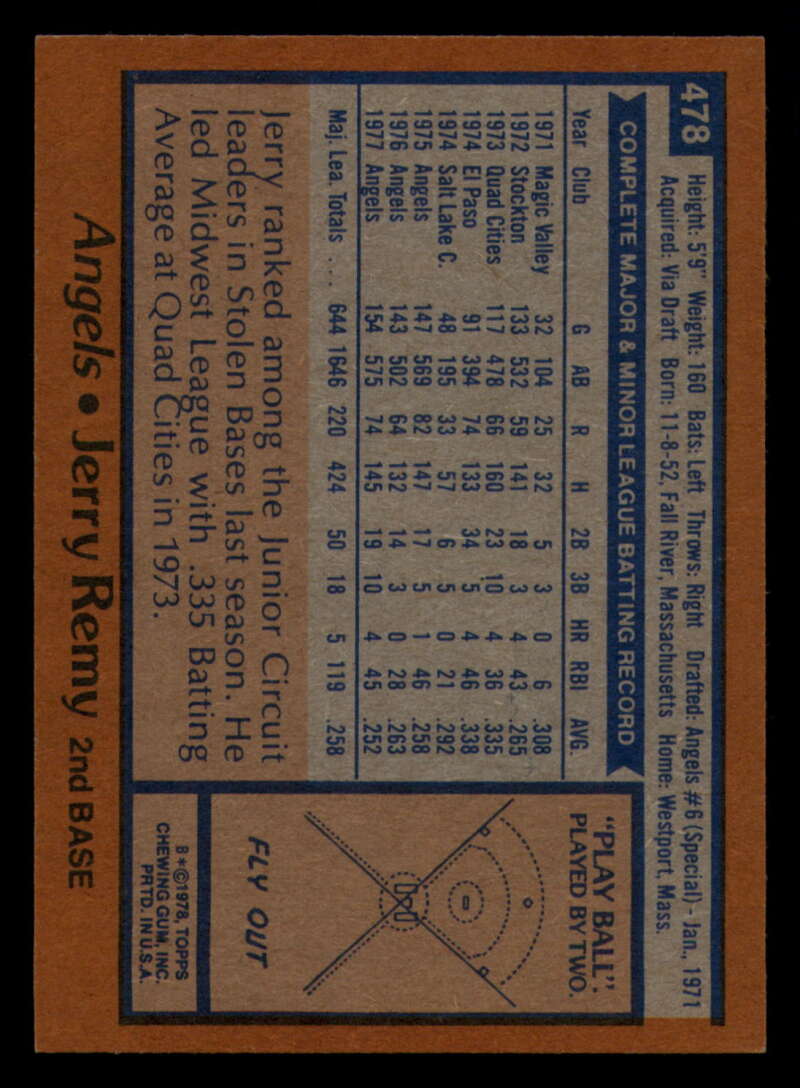 478
Height: 5'9" Weight: 160 Bats: Left Throws: Right Drafted: Angels #6 (Special) - Jan., 1971
Acquired: Via Draft Born: 11-8-52, Fall River, Massachusetts Home: Westport, Mass.
COMPLETE MAJOR & MINOR LEAGUE BATTING RECORD
Year Club G AB R H 2B 3B HR RBI AVG.
1971 Magic Valley 32 104 25 32 5 3 0 6 .308
1972 Stockton 133 532 59 141 18 3 4 43 .265
1973 Quad Cities 117 478 66 160 23 10 4 36 .335
1974 El Paso 91 394 74 133 34 5 4 46 .338
1974 Salt Lake C. 48 195 33 57 6 5 0 21 .292
1975 Angels 147 569 82 147 17 5 1 46 .258
1976 Angels 143 502 64 132 14 3 0 28 .263
1977 Angels 154 575 74 145 19 10 4 45 .252
Maj. Lea. Totals ... 644 1646 220 424 50 18 5 119 .258
Jerry ranked among the Junior Circuit
leaders in Stolen Bases last season. He
led Midwest League with .335 Batting
Average at Quad Cities in 1973.
"PLAY BALL":
PLAYED BY TWO.
FLY OUT
B*©1978, TOPPS
CHEWING GUM, INC.
PRTD. IN U.S.A.
Angels • Jerry Remy 2nd BASE